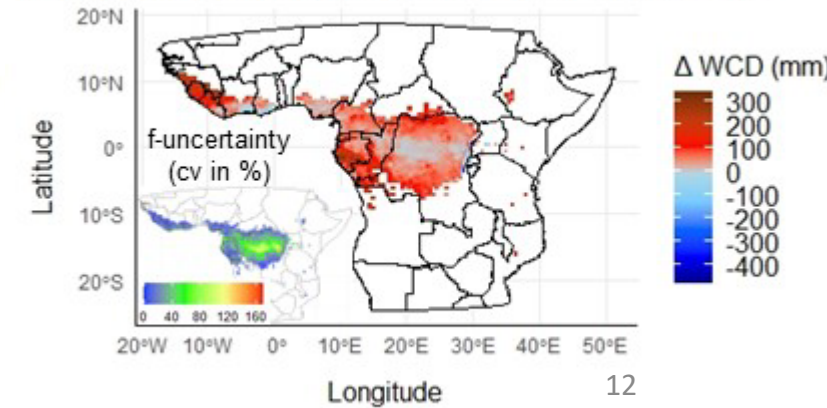 20°N
10°N
0°
10°S
20°S
Latitude
f-uncertainty
(cv in %)
0 40 80 120 160
20°W 10°W 0° 10°E 20°E 30°E 40°E 50°E
Longitude
12
Δ WCD (mm)
300
200
100
0
-100
-200
-300
-400